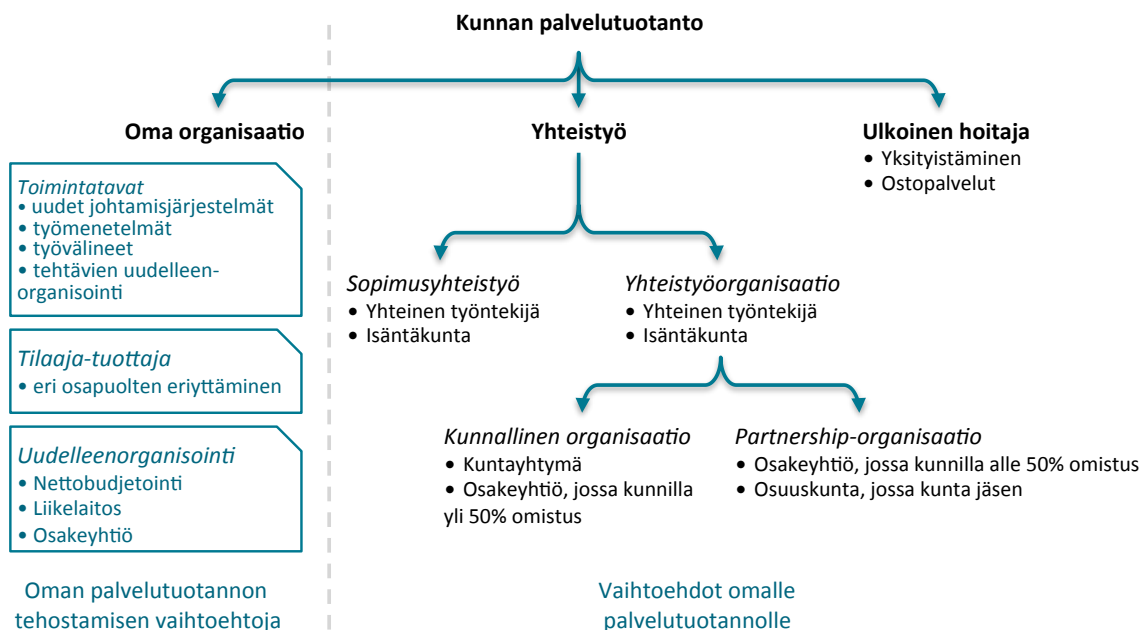 Kunnan palvelutuotanto
Oma organisaatio
Yhteistyö
Ulkoinen hoitaja
• Yksityistäminen
• Ostopalvelut
Toimintatavat
• uudet johtamisjärjestelmät
• työmenetelmät
• työvälineet
• tehtävien uudelleen-
organisointi
Tilaaja-tuottaja
• eri osapuolten eriyttäminen
Uudelleenorganisointi
• Nettobudjetointi
• Liikelaitos
• Osakeyhtiö
Sopimusyhteistyö
• Yhteinen työntekijä
• Isäntäkunta
Yhteistyöorganisaatio
• Yhteinen työntekijä
• Isäntäkunta
Kunnallinen organisaatio
• Kuntayhtymä
• Osakeyhtiö, jossa kunnilla
yli 50% omistus
Partnership-organisaatio
• Osakeyhtiö, jossa kunnilla alle 50% omistus
• Osuuskunta, jossa kunta jäsen
Oman palvelutuotannon
tehostamisen vaihtoehtoja
Vaihtoehdot omalle
palvelutuotannolle